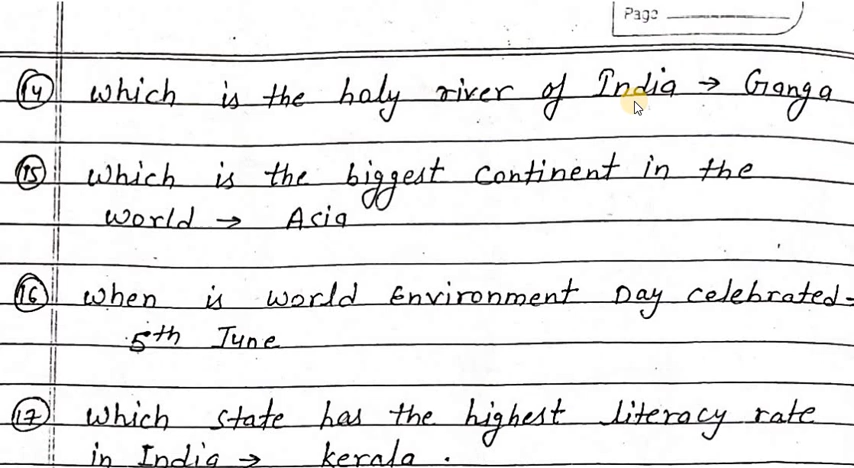 Page
14 which is the holy river of India → Ganga
15 which is the biggest continent in the
world → Asia
16 when is world Environment Day celebrated-
5th June
17 which state has the highest literacy rate
in India → kerala.